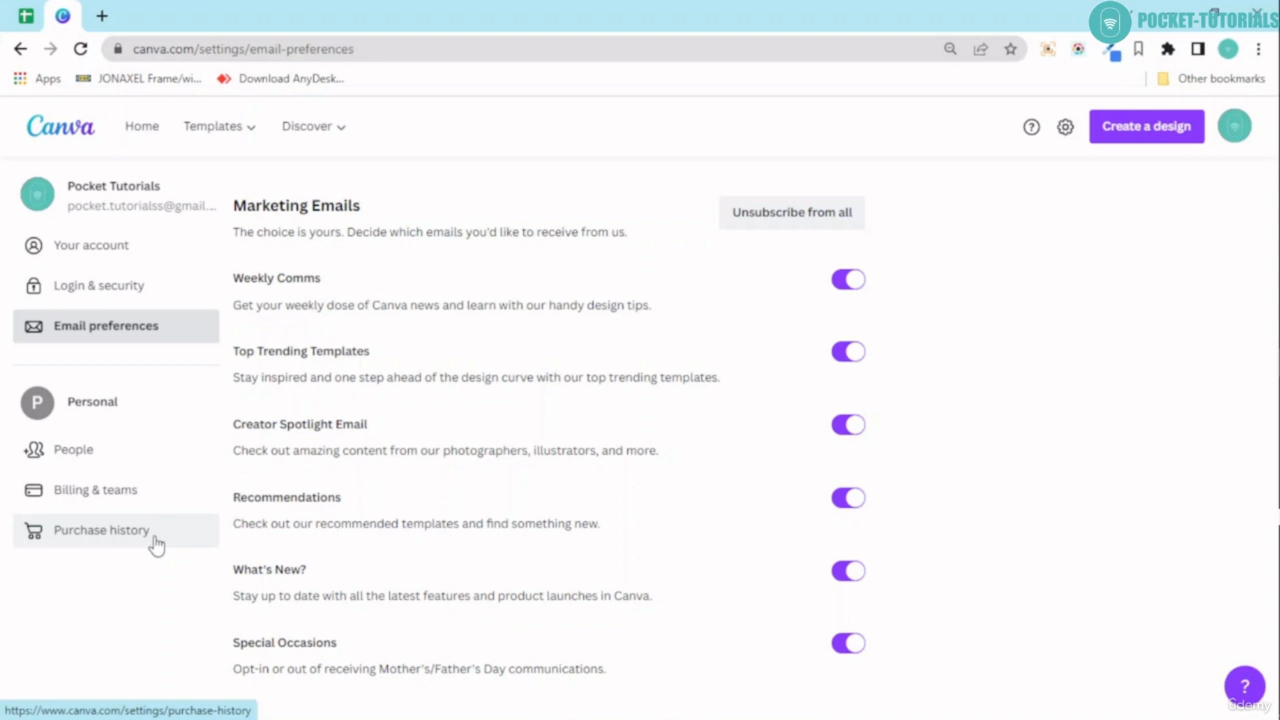 POCKET-TUTORIALS
canva.com/settings/email-preferences
Apps
JONAXEL Frame/wi...
Download AnyDesk...
Other bookmarks
Canva
Home
Templates
Discover
Create a design
Pocket Tutorials
pocket.tutorialss@gmail....
Your account
Login & security
Email preferences
P
Personal
People
Billing & teams
Purchase history
Marketing Emails
Unsubscribe from all
The choice is yours. Decide which emails you'd like to receive from us.
Weekly Comms
Get your weekly dose of Canva news and learn with our handy design tips.
Top Trending Templates
Stay inspired and one step ahead of the design curve with our top trending templates.
Creator Spotlight Email
Check out amazing content from our photographers, illustrators, and more.
Recommendations
Check out our recommended templates and find something new.
What's New?
Stay up to date with all the latest features and product launches in Canva.
Special Occasions
Opt-in or out of receiving Mother's/Father's Day communications.
?
Udemy
https://www.canva.com/settings/purchase-history